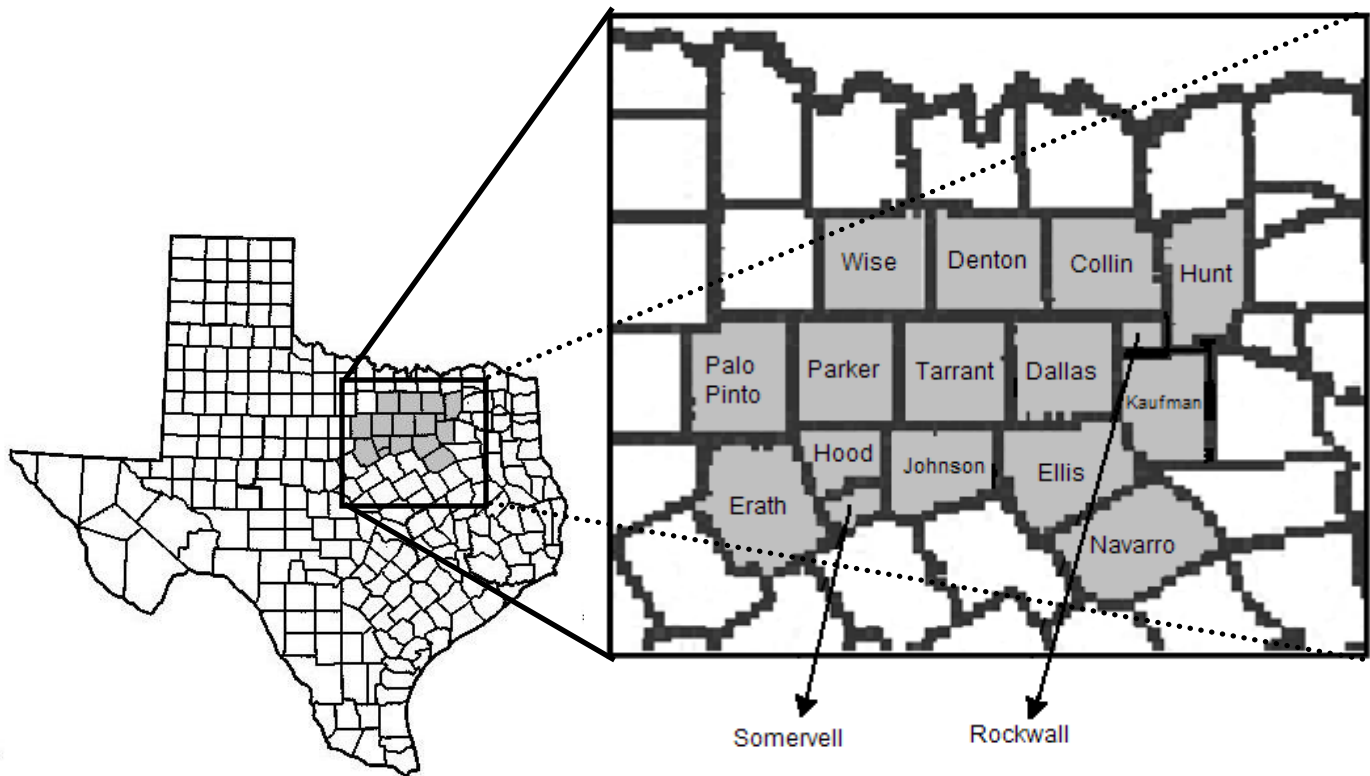 Wise
Denton
Collin
Hunt
Palo
Pinto
Parker
Tarrant
Dallas
Kaufman
Hood
Johnson
Ellis
Erath
Navarro
Somervell
Rockwall